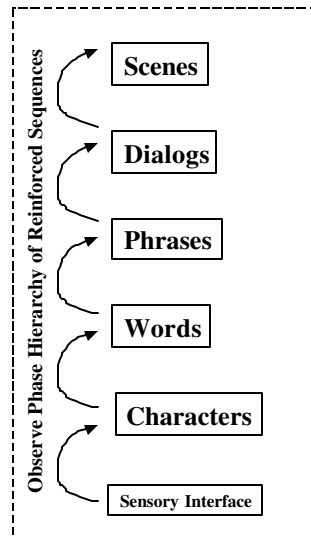 Observe Phase Hierarchy of Reinforced Sequences
Scenes
Dialogs
Phrases
Words
Characters
Sensory Interface